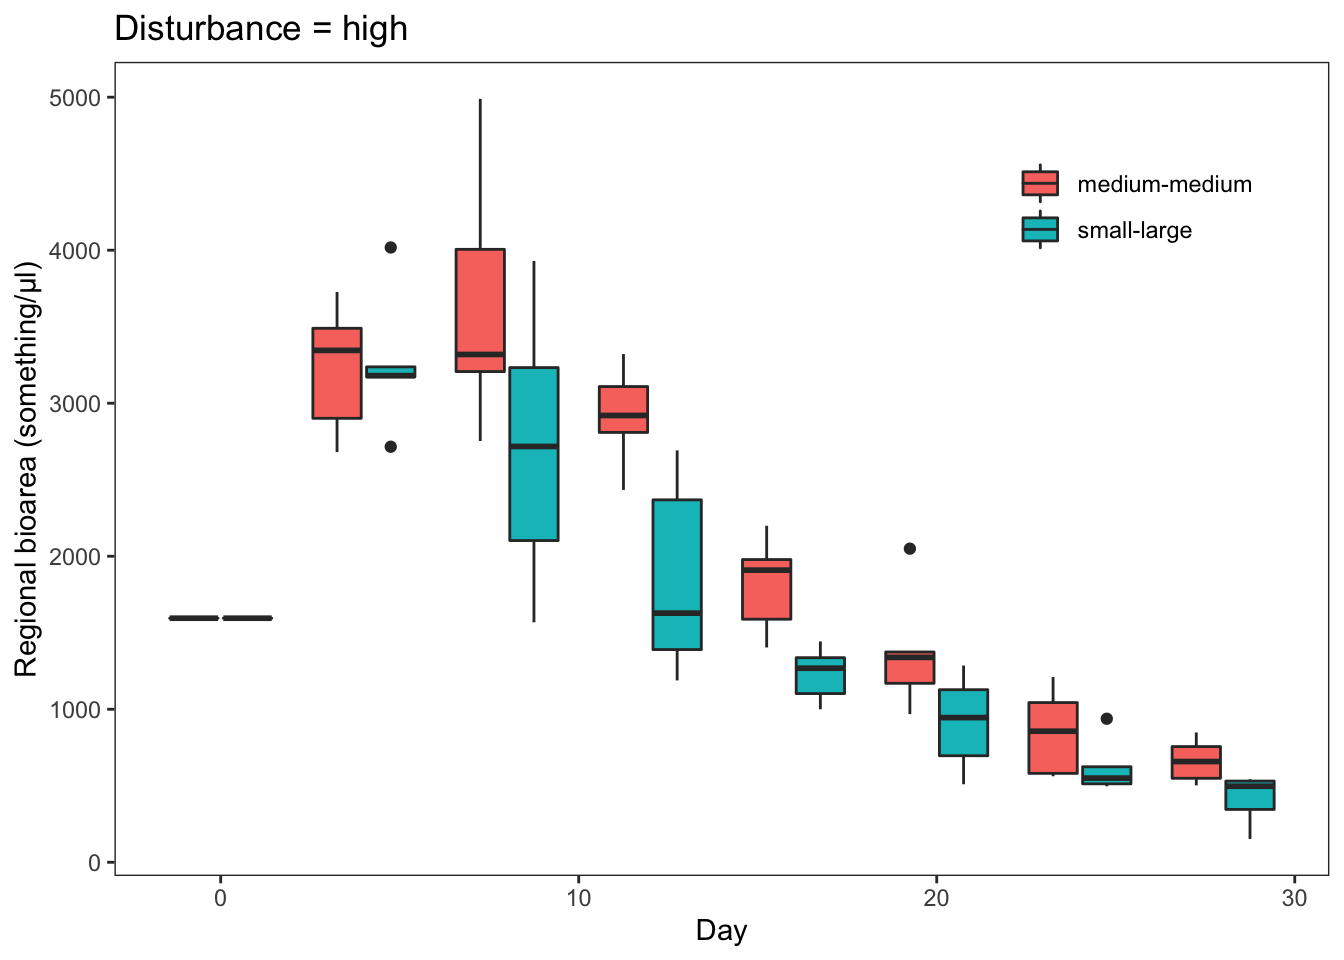 Disturbance = high
5000
4000
3000
2000
1000
0
Regional bioarea (something/µl)
medium-medium
small-large
0
10
20
30
Day